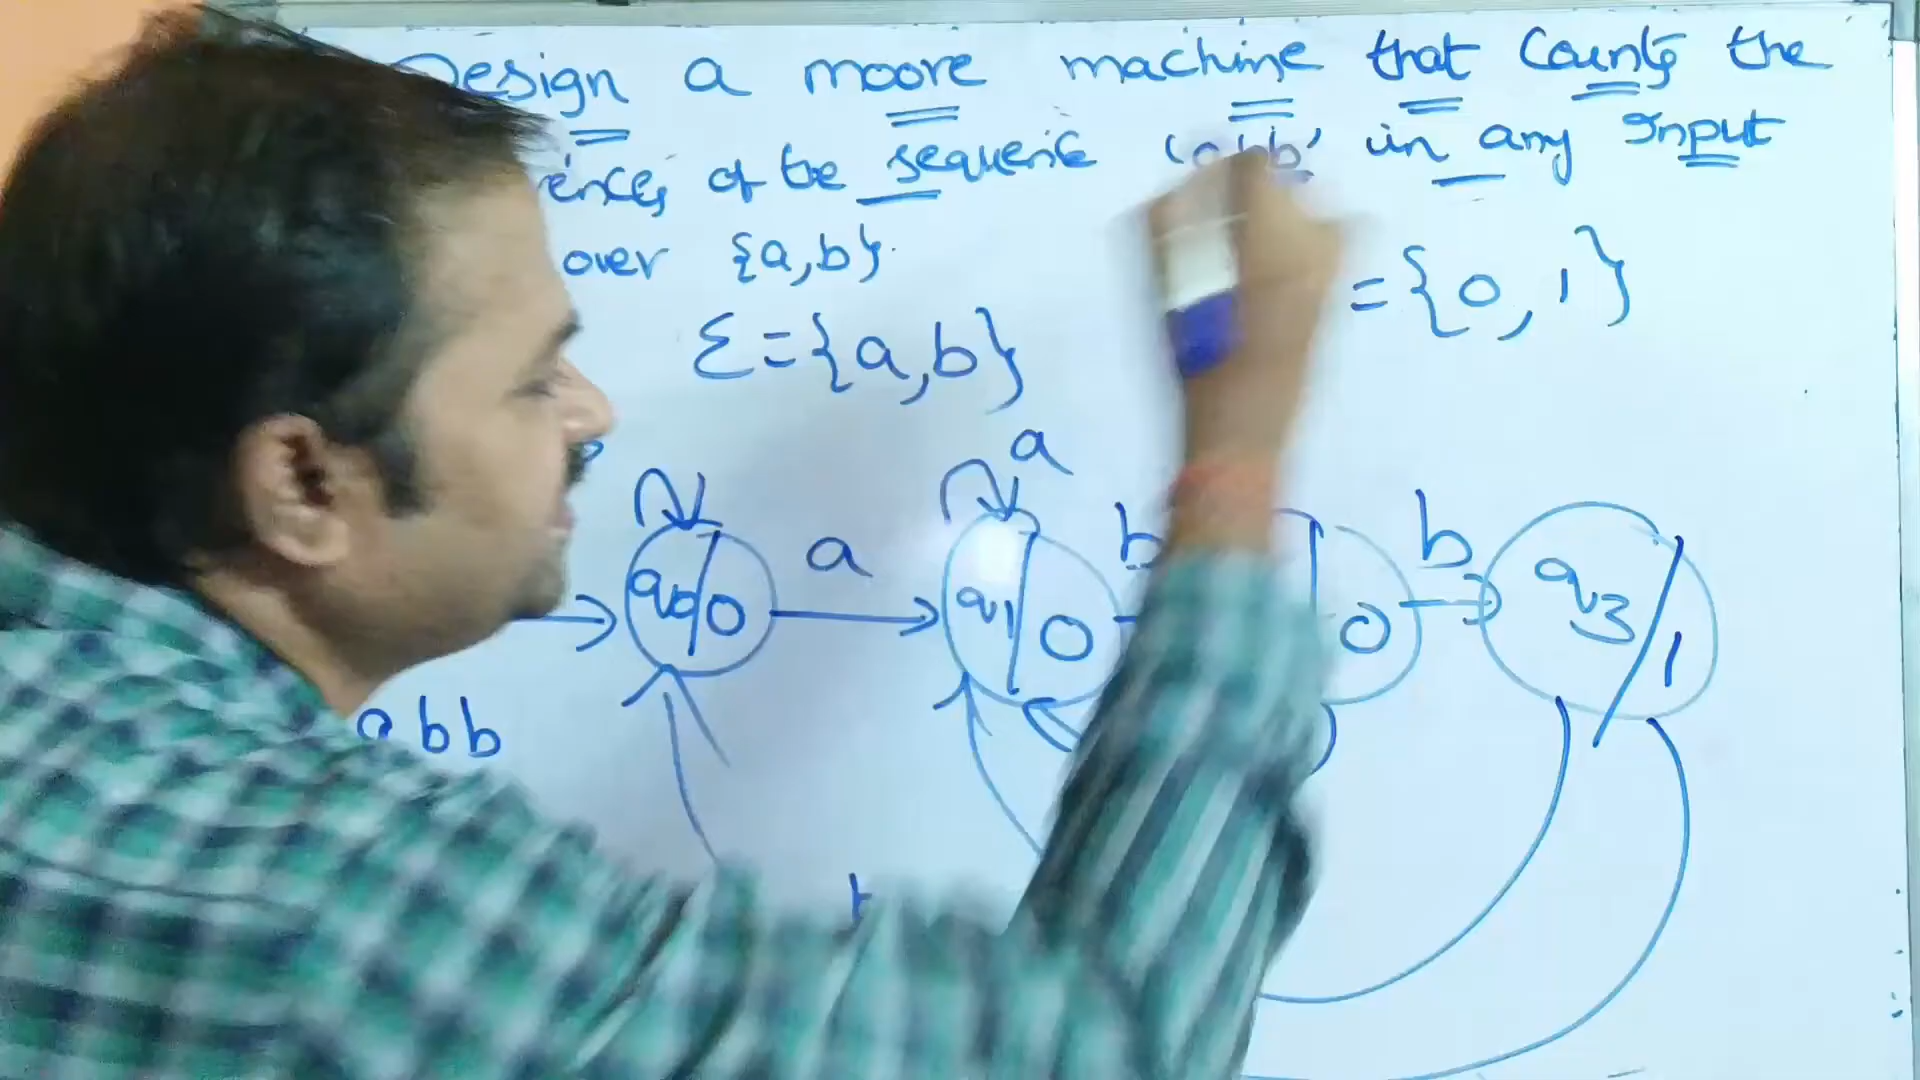 Design a moore machine that Counts the
of the sequence 'abb' in any Input
over {a,b}.
= {0, 1}
Σ = {a, b}
a
a b b
q0/0 q1/0 0 q3/1
abb